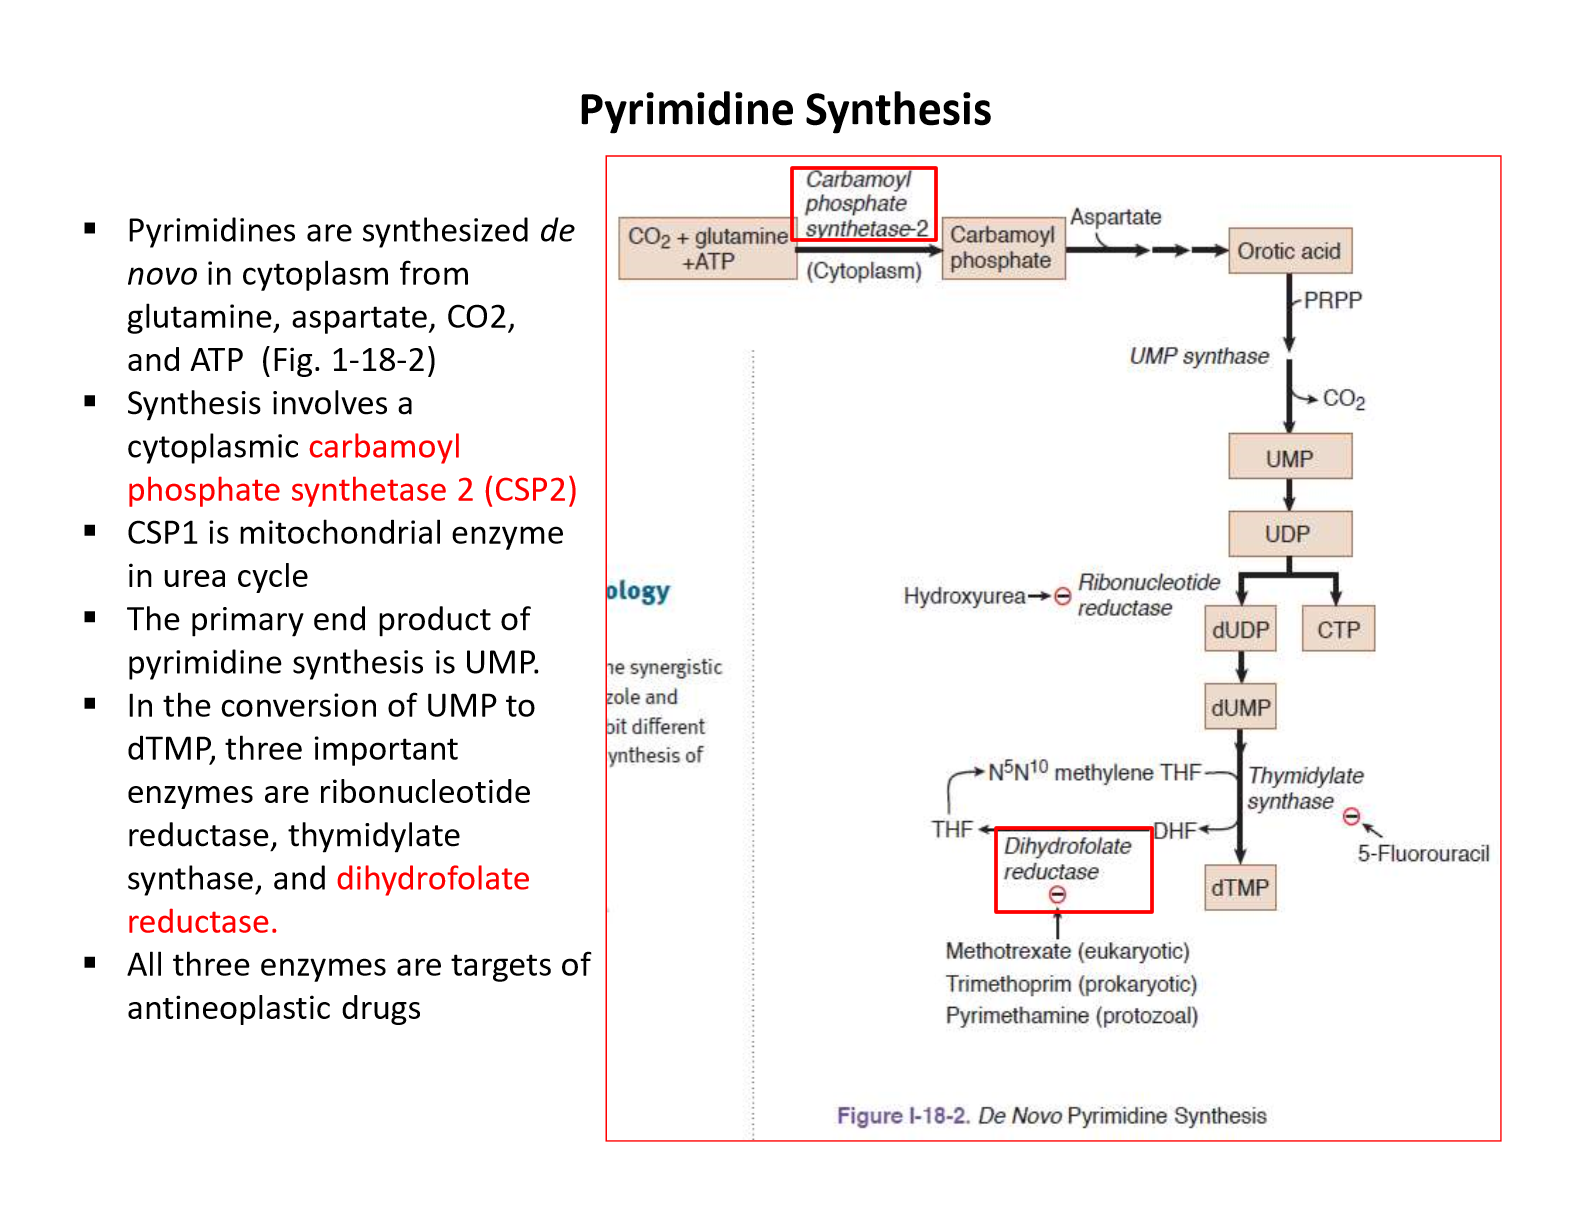 Pyrimidine Synthesis
▪ Pyrimidines are synthesized de
novo in cytoplasm from
glutamine, aspartate, CO2,
and ATP (Fig. 1-18-2)
▪ Synthesis involves a
cytoplasmic carbamoyl
phosphate synthetase 2 (CSP2)
▪ CSP1 is mitochondrial enzyme
in urea cycle
▪ The primary end product of
pyrimidine synthesis is UMP.
▪ In the conversion of UMP to
dTMP, three important
enzymes are ribonucleotide
reductase, thymidylate
synthase, and dihydrofolate
reductase.
▪ All three enzymes are targets of
antineoplastic drugs
Carbamoyl
phosphate
synthetase-2
CO₂ + glutamine
+ATP
(Cytoplasm)
Carbamoyl
phosphate
Aspartate
Orotic acid
PRPP
UMP synthase
CO₂
UMP
UDP
Hydroxyurea
Ribonucleotide
reductase
dUDP
CTP
dUMP
N⁵N¹⁰ methylene THF
Thymidylate
synthase
THF
DHF
5-Fluorouracil
Dihydrofolate
reductase
dTMP
Methotrexate (eukaryotic)
Trimethoprim (prokaryotic)
Pyrimethamine (protozoal)
ology
ne synergistic
zole and
bit different
ynthesis of
Figure I-18-2. De Novo Pyrimidine Synthesis